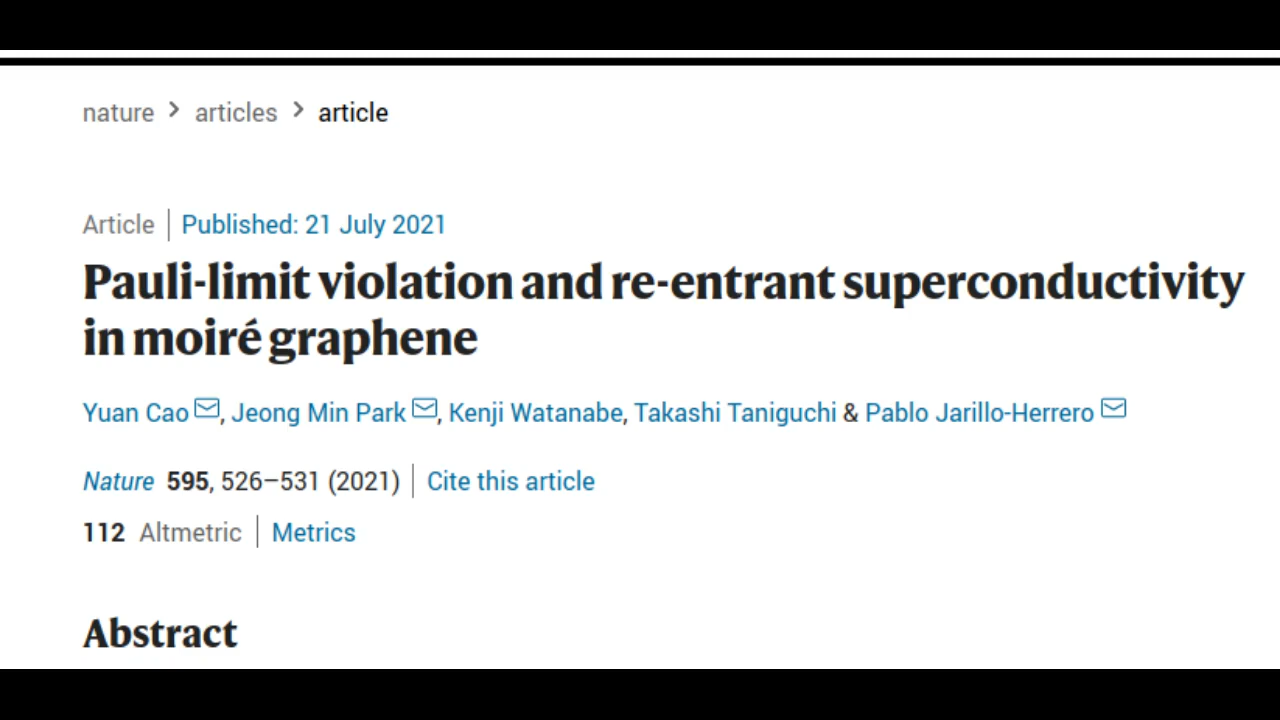 nature > articles > article
Article | Published: 21 July 2021
Pauli-limit violation and re-entrant superconductivity
in moiré graphene
Yuan Cao, Jeong Min Park, Kenji Watanabe, Takashi Taniguchi & Pablo Jarillo-Herrero
Nature 595, 526–531 (2021) | Cite this article
112 Altmetric | Metrics
Abstract